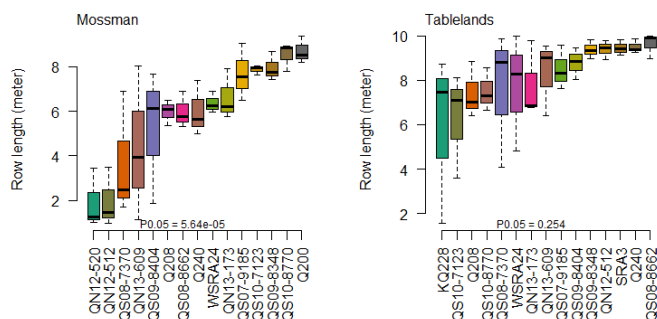 Mossman
Row length (meter)
8
6
4
2
P0.05 = 5.64e-05
QN12-520
QN12-512
QS08-7370
QN13-609
QS09-8404
Q208
QS08-8662
Q240
WSRA24
QN13-173
QS07-9185
QS10-7123
QS09-8348
QS10-8770
Q200
Tablelands
Row length (meter)
10
8
6
4
2
P0.05 = 0.254
KQ228
QS10-7123
Q208
QS10-8770
QS08-7370
WSRA24
QN13-173
QN13-609
QS07-9185
QS09-8404
QS09-8348
QN12-512
SRA3
Q240
QS08-8662